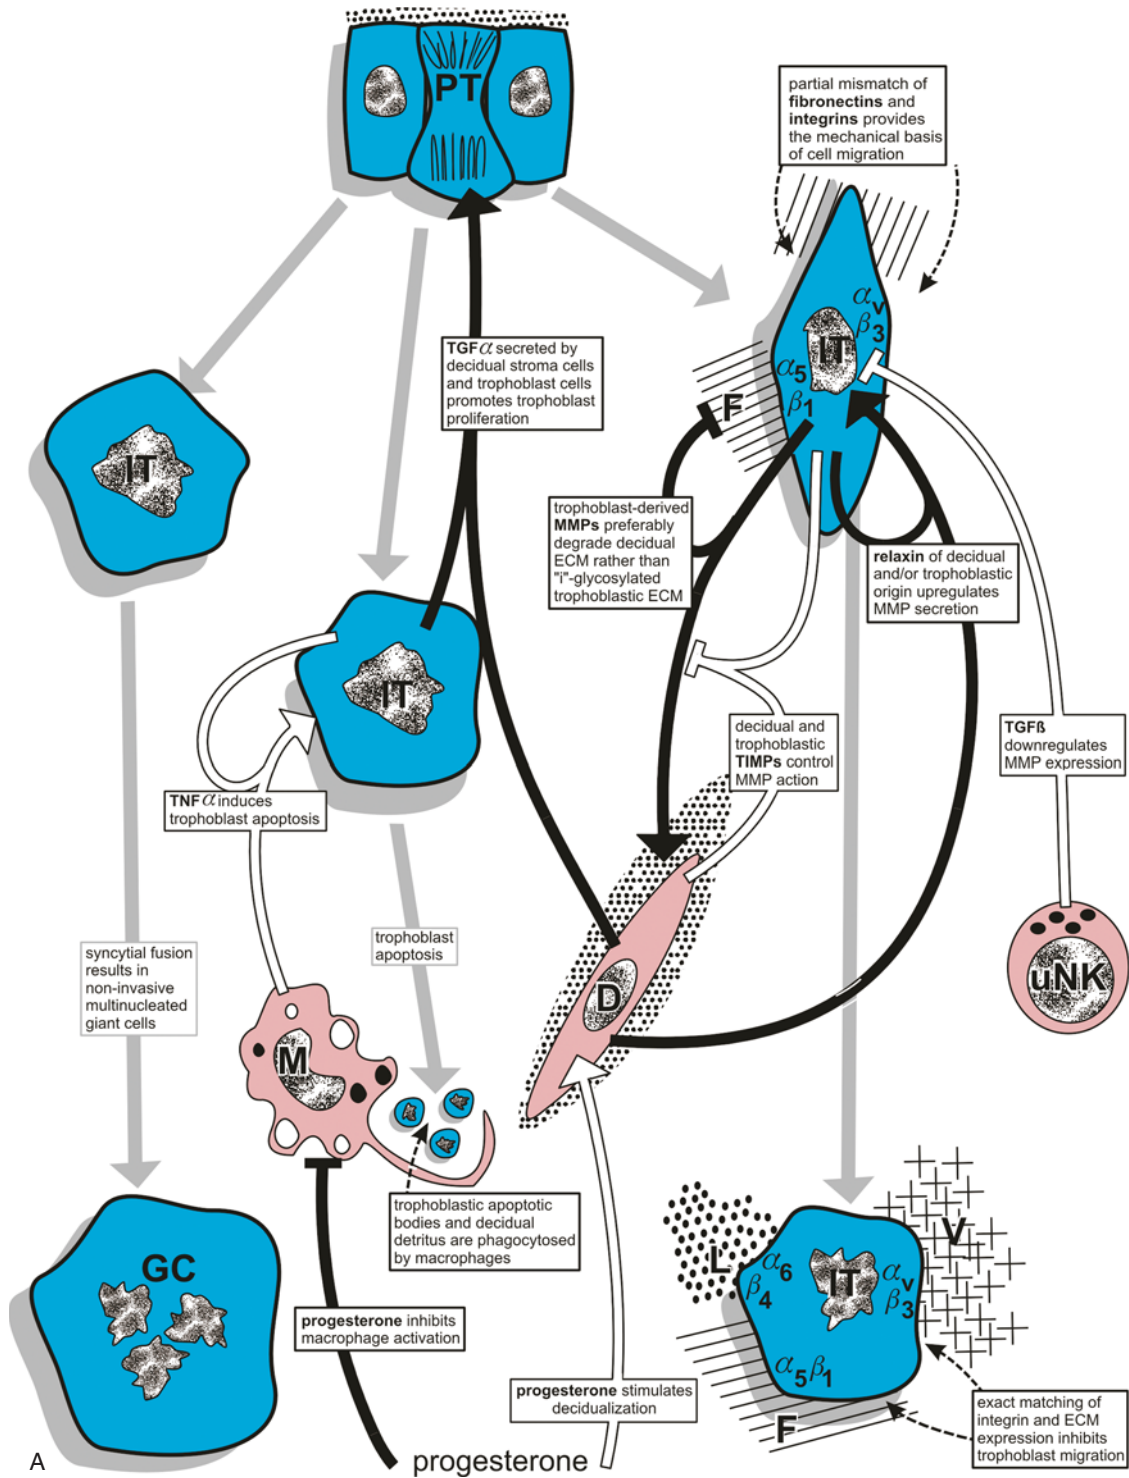 PT
partial mismatch of
fibronectins and
integrins provides
the mechanical basis
of cell migration
αv
β3
IT
α5
β1
F
TGFα secreted by
decidual stroma cells
and trophoblast cells
promotes trophoblast
proliferation
IT
trophoblast-derived
MMPs preferably
degrade decidual
ECM rather than
"i"-glycosylated
trophoblastic ECM
relaxin of decidual
and/or trophoblastic
origin upregulates
MMP secretion
IT
decidual and
trophoblastic
TIMPs control
MMP action
TGFß
downregulates
MMP expression
TNFα induces
trophoblast apoptosis
trophoblast
apoptosis
syncytial fusion
results in
non-invasive
multinucleated
giant cells
uNK
D
M
trophoblastic apoptotic
bodies and decidual
detritus are phagocytosed
by macrophages
L
V
α6
β4
IT
αv
β3
α5β1
F
GC
progesterone inhibits
macrophage activation
progesterone stimulates
decidualization
exact matching of
integrin and ECM
expression inhibits
trophoblast migration
A
progesterone